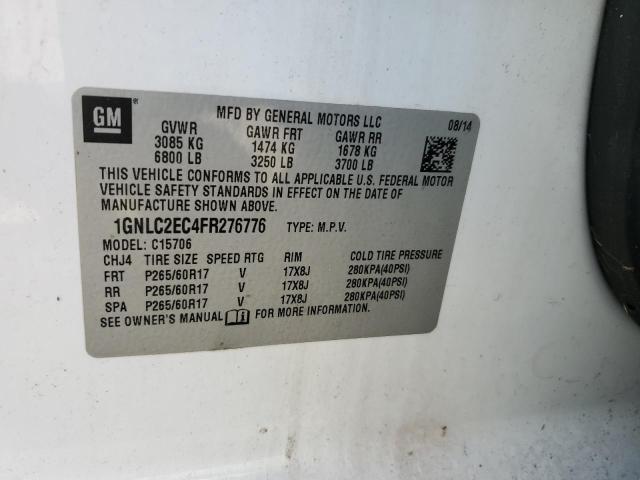 GM ®
MFD BY GENERAL MOTORS LLC 08/14
GVWR GAWR FRT GAWR RR
3085 KG 1474 KG 1678 KG
6800 LB 3250 LB 3700 LB
THIS VEHICLE CONFORMS TO ALL APPLICABLE U.S. FEDERAL MOTOR
VEHICLE SAFETY STANDARDS IN EFFECT ON THE DATE OF
MANUFACTURE SHOWN ABOVE.
1GNLC2EC4FR276776 TYPE: M.P.V.
MODEL: C15706
CHJ4 TIRE SIZE SPEED RTG RIM COLD TIRE PRESSURE
FRT P265/60R17 V 17X8J 280KPA(40PSI)
RR P265/60R17 V 17X8J 280KPA(40PSI)
SPA P265/60R17 V 17X8J 280KPA(40PSI)
SEE OWNER'S MANUAL i FOR MORE INFORMATION.